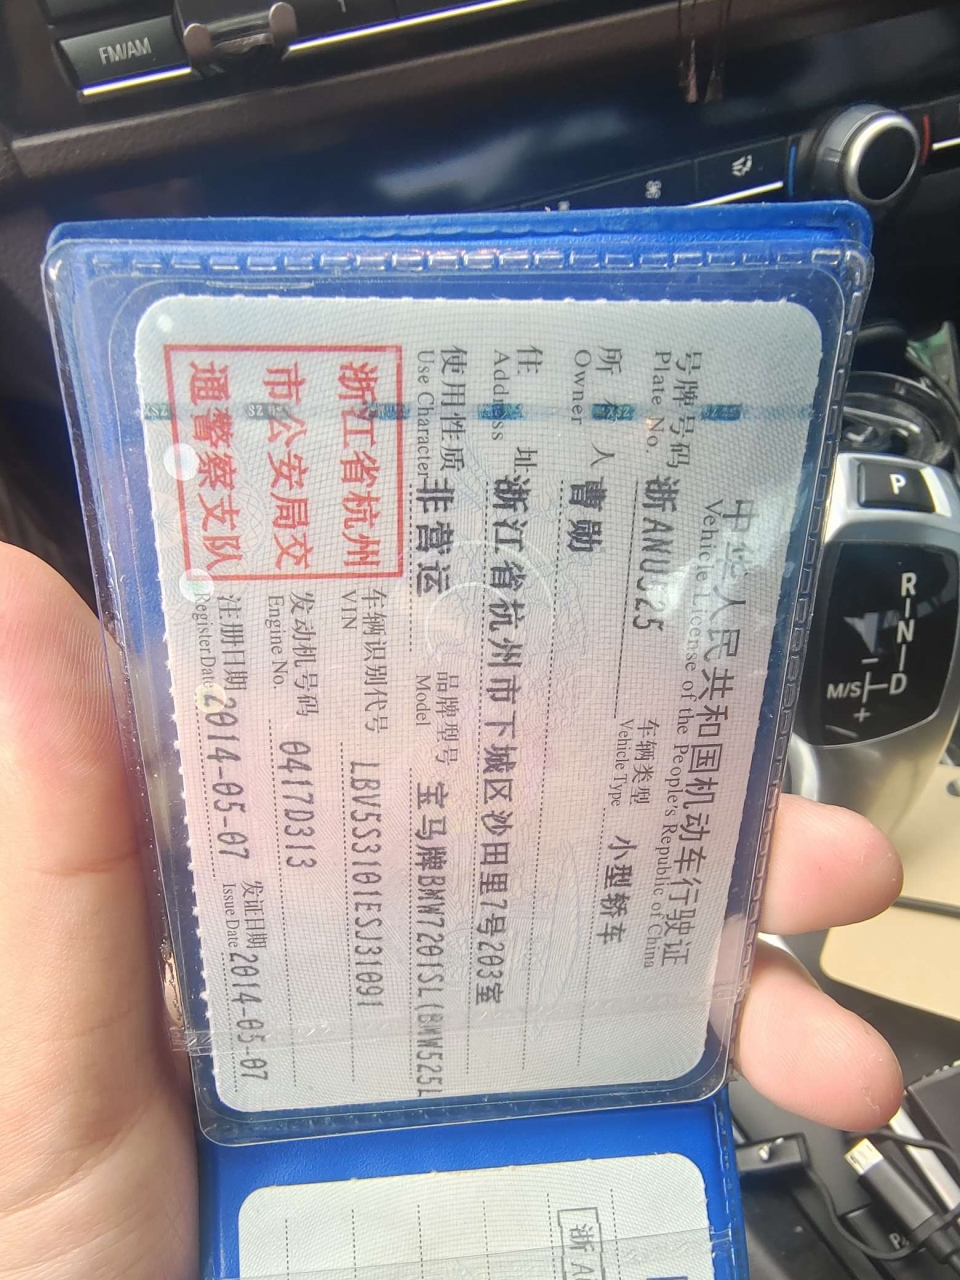 FM/AM
P
R
N
M/S
D
+
中华人民共和国机动车行驶证
Vehicle License of the People's Republic of China
号牌号码 浙ANU525 车辆类型 小型轿车
Plate No. Vehicle Type
所有人 曹勋
Owner
住址 浙江省杭州市下城区沙田里7号203室
Address
使用性质 非营运 品牌型号 宝马牌BMW7201SL(BMW525L
Use Character Model
浙江省杭州
市公安局交
通警察支队
车辆识别代号 LBV5S3101ESJ31091
VIN
发动机号码 0417D313
Engine No.
注册日期 2014-05-07 发证日期 2014-05-07
Register Date Issue Date
浙A